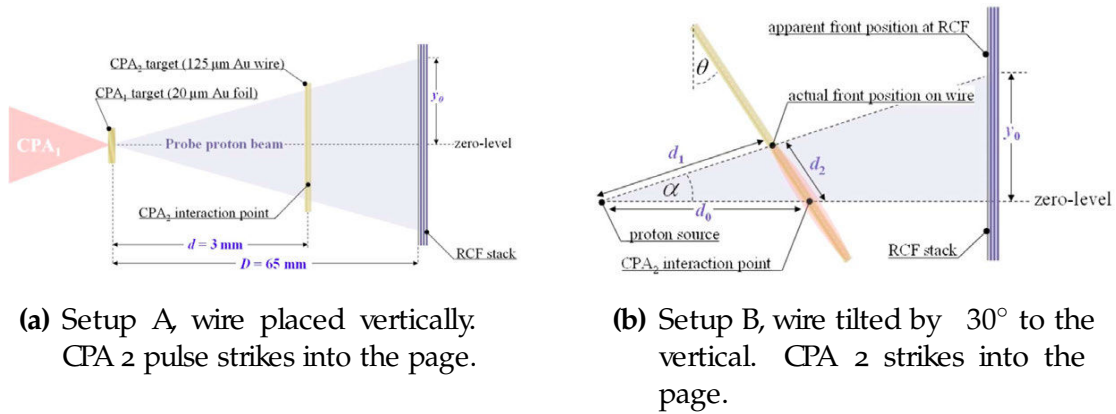 CPA₂ target (125 μm Au wire)
CPA₁ target (20 μm Au foil)
y₀
CPA₁
Probe proton beam
zero-level
CPA₂ interaction point
d = 3 mm
RCF stack
D = 65 mm
(a) Setup A, wire placed vertically.
CPA 2 pulse strikes into the page.
apparent front position at RCF
θ
actual front position on wire
d₁
d₂
y₀
α
d₀
zero-level
proton source
RCF stack
CPA₂ interaction point
(b) Setup B, wire tilted by 30° to the
vertical. CPA 2 strikes into the
page.